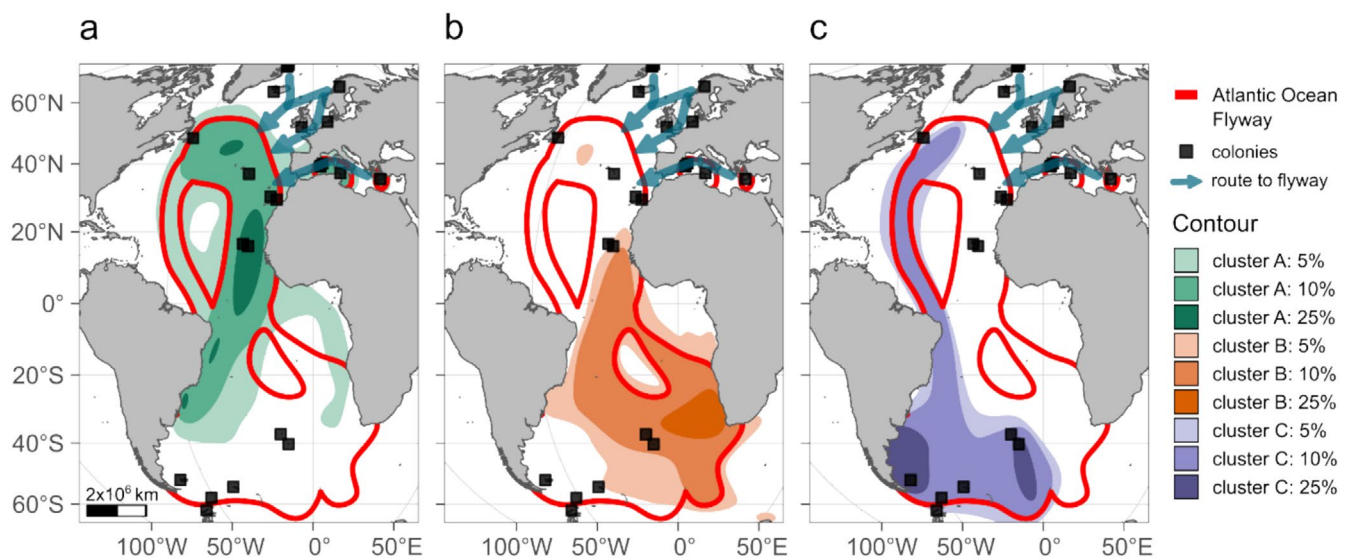 a
b
c
60°N
40°N
20°N
0°
20°S
40°S
60°S
2x10⁶ km
100°W 50°W 0° 50°E
100°W 50°W 0° 50°E
100°W 50°W 0° 50°E
Atlantic Ocean
Flyway
colonies
route to flyway
Contour
cluster A: 5%
cluster A: 10%
cluster A: 25%
cluster B: 5%
cluster B: 10%
cluster B: 25%
cluster C: 5%
cluster C: 10%
cluster C: 25%